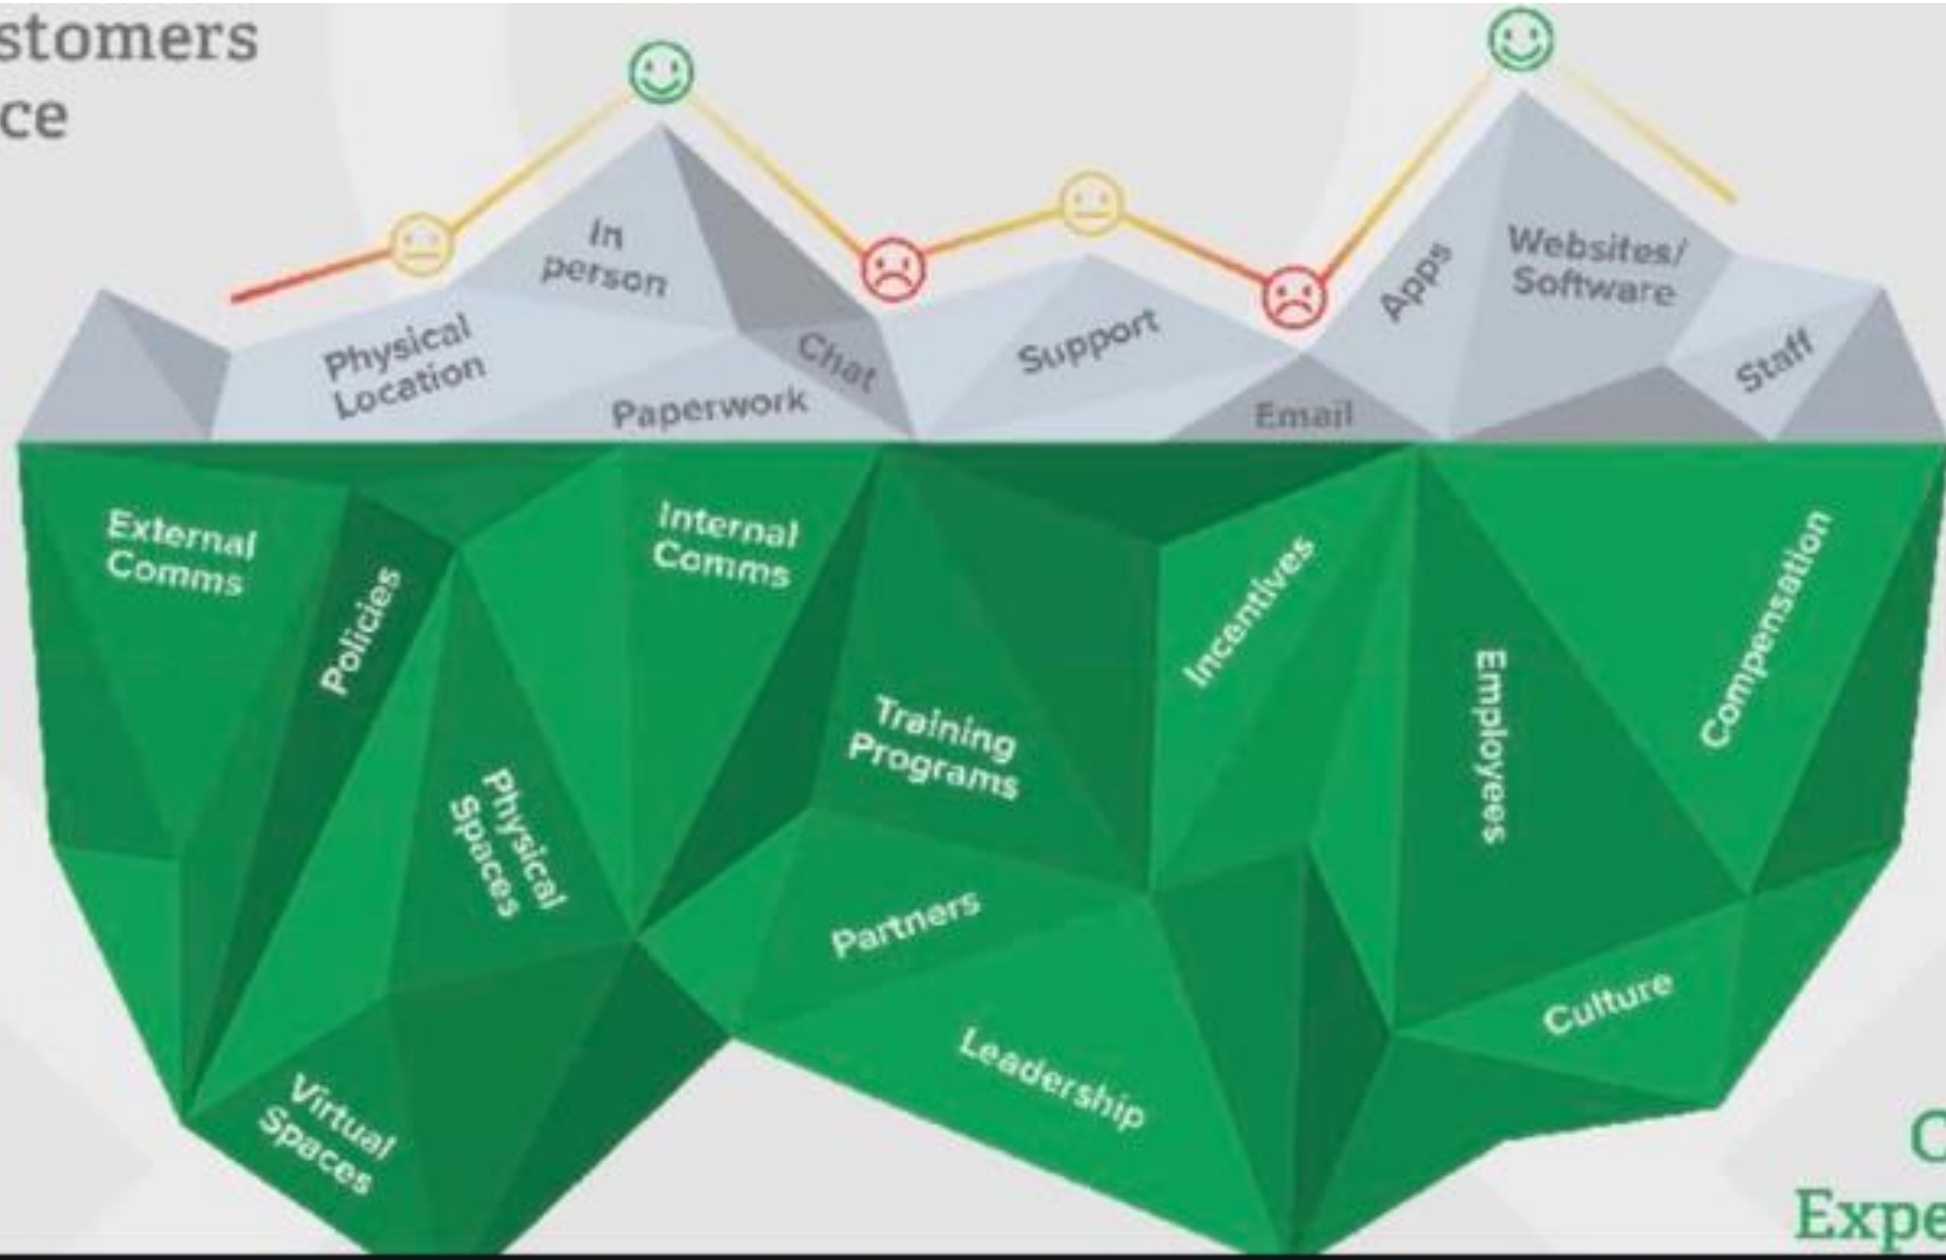 stomers
ce
In
person
Physical
Location
Paperwork
Chat
Support
Email
Apps
Websites/
Software
Staff
External
Comms
Policies
Internal
Comms
Physical
Spaces
Training
Programs
Incentives
Employees
Compensation
Partners
Leadership
Culture
Virtual
Spaces
C
Expe